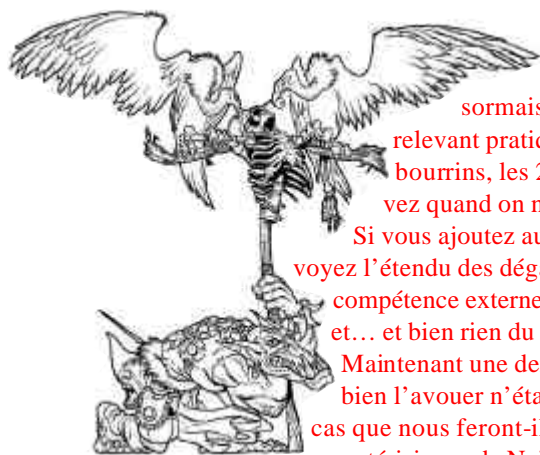 sormais
relevant pratiq
bourrins, les 2
vez quand on n
Si vous ajoutez au
voyez l’étendu des dég
compétence externe
et… et bien rien du
Maintenant une de
bien l’avouer n’éta
cas que nous feront-il